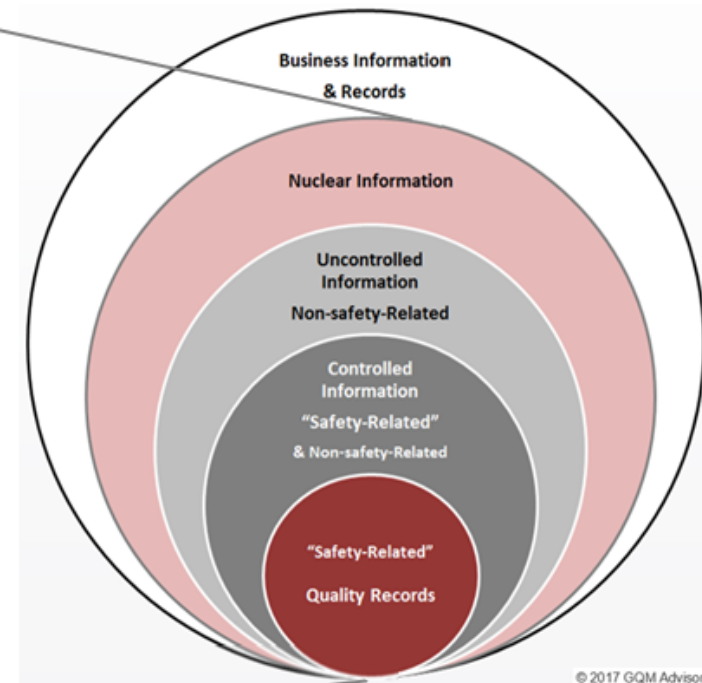 Business Information
& Records
Nuclear Information
Uncontrolled
Information
Non-safety-Related
Controlled
Information
“Safety-Related”
& Non-safety-Related
“Safety-Related”
Quality Records
© 2017 GQM Advisor